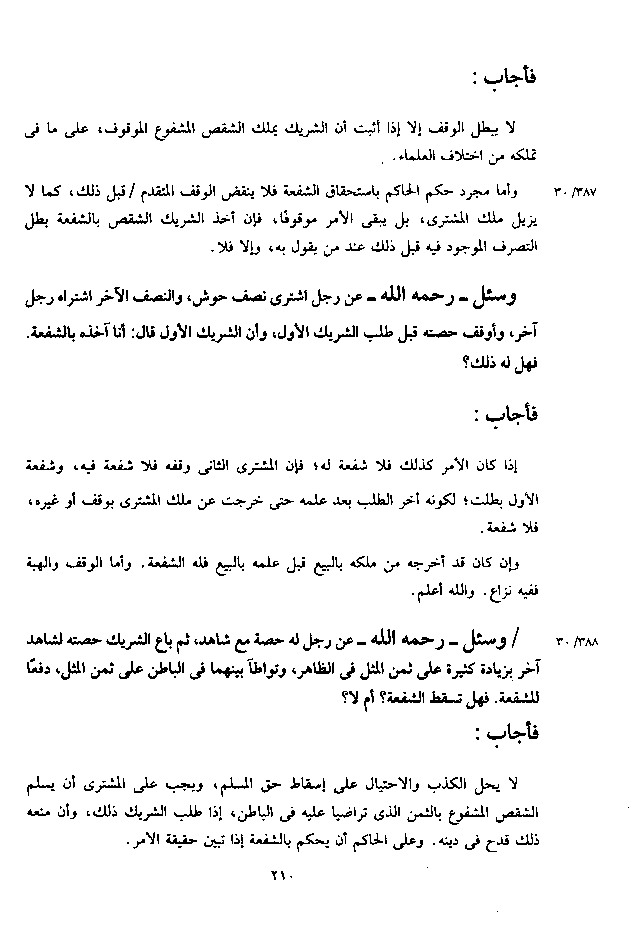 فأجاب :
لا يبطل الوقف إلا إذا أثبت أن الشريك يملك الشقص المشفوع الموقوف، على ما فى
تملكه من اختلاف العلماء.
وأما مجرد حكم الحاكم باستحقاق الشفعة فلا ينقض الوقف المتقدم / قبل ذلك، كما لا
٣٠/٣٨٧
يزيل ملك المشترى، بل يبقى الأمر موقوفًا، فإن أخذ الشريك الشقص بالشفعة بطل
التصرف الموجود فيه قبل ذلك عند من يقول به، وإلا فلا.
وسئل ـ رحمه الله ـ عن رجل اشترى نصف حوش، والنصف الآخر اشتراه رجل
آخر، وأوقف حصته قبل طلب الشريك الأول، وأن الشريك الأول قال: أنا آخذه بالشفعة.
فهل له ذلك؟
فأجاب :
إذا كان الأمر كذلك فلا شفعة له؛ فإن المشترى الثانى وقفه فلا شفعة فيه، وشفعة
الأول بطلت؛ لكونه أخر الطلب بعد علمه حتى خرجت عن ملك المشترى بوقف أو غيره،
فلا شفعة.
وإن كان قد أخرجه من ملكه بالبيع قبل علمه بالبيع فله الشفعة. وأما الوقف والهبة
ففيه نزاع. والله أعلم.
/ وسئل ـ رحمه الله ـ عن رجل له حصة مع شاهد، ثم باع الشريك حصته لشاهد
٣٠/٣٨٨
آخر بزيادة كثيرة على ثمن المثل فى الظاهر، وتواطآ بينهما فى الباطن على ثمن المثل، دفعًا
للشفعة. فهل تسقط الشفعة؟ أم لا؟
فأجاب :
لا يحل الكذب والاحتيال على إسقاط حق المسلم، ويجب على المشترى أن يسلم
الشقص المشفوع بالثمن الذى تراضيا عليه فى الباطن، إذا طلب الشريك ذلك، وأن منعه
ذلك قدح فى دينه. وعلى الحاكم أن يحكم بالشفعة إذا تبين حقيقة الأمر.
٢١٠